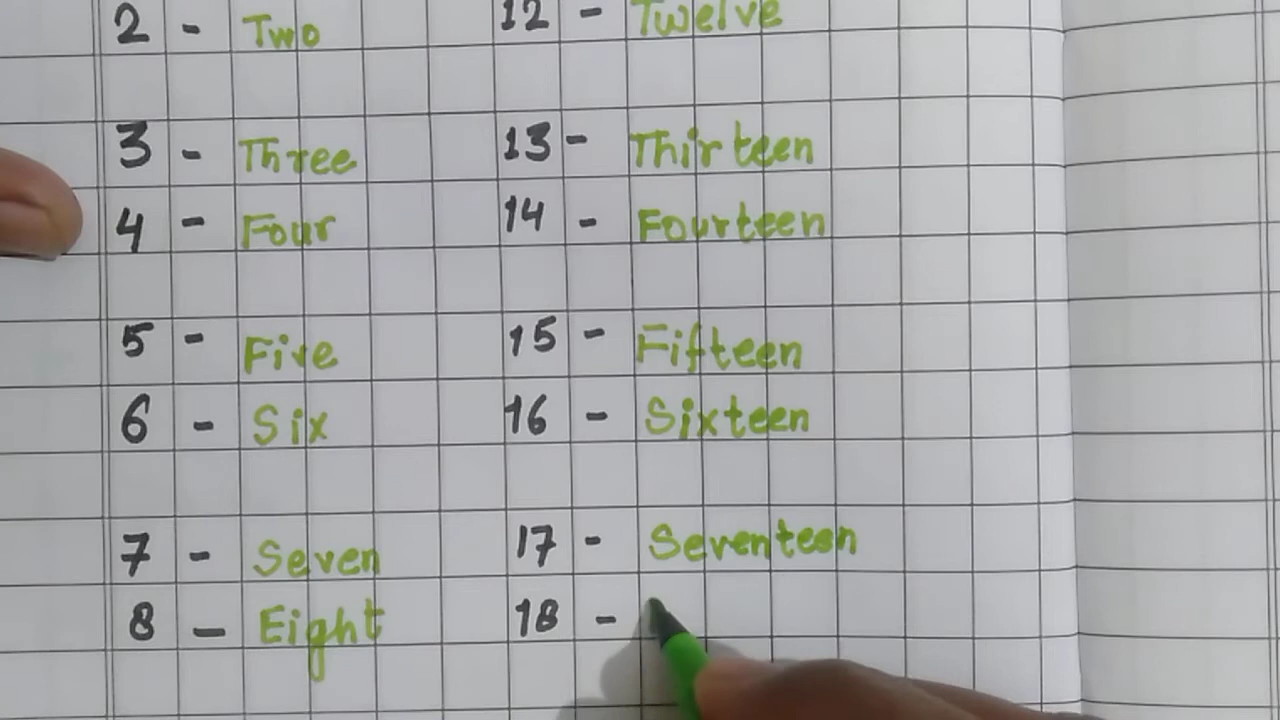 2 - Two 12 - Twelve
3 - Three 13 - Thirteen
4 - Four 14 - Fourteen
5 - Five 15 - Fifteen
6 - Six 16 - Sixteen
7 - Seven 17 - Seventeen
8 - Eight 18 -